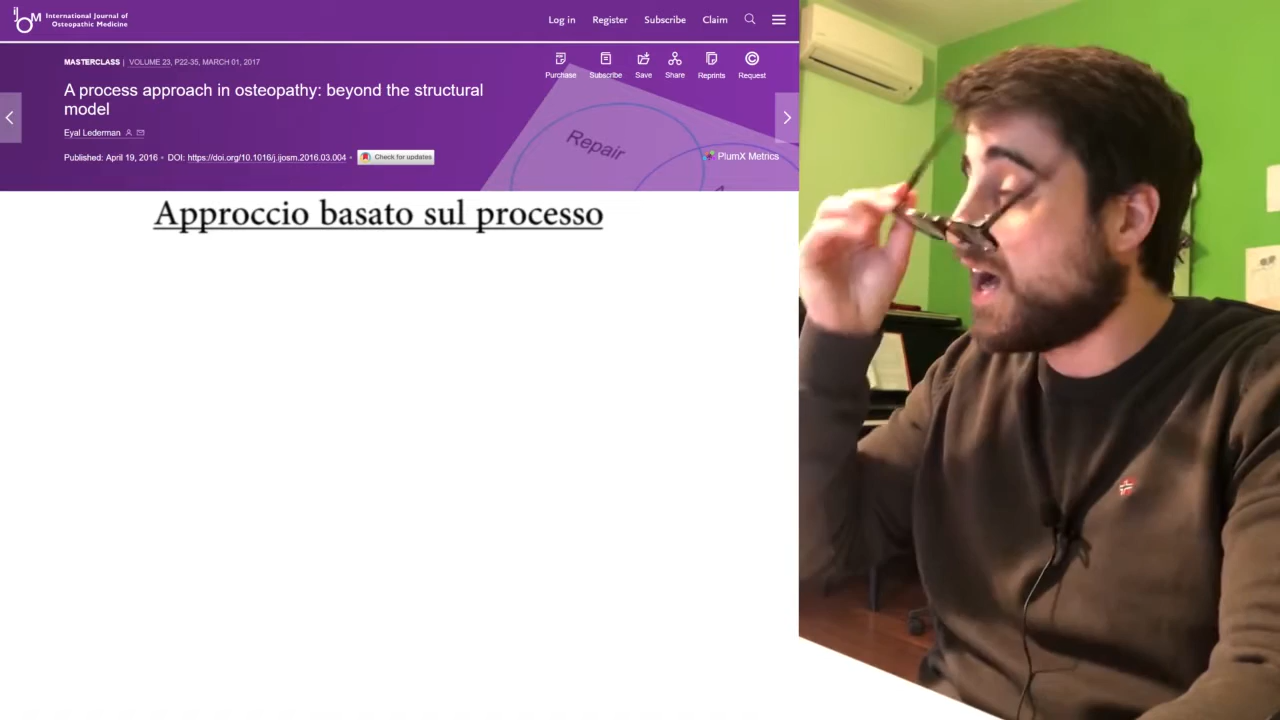 International Journal of
Osteopathic Medicine
Log in
Register
Subscribe
Claim
MASTERCLASS | VOLUME 23, P22-35, MARCH 01, 2017
Purchase
Subscribe
Save
Share
Reprints
Request
A process approach in osteopathy: beyond the structural
model
Eyal Lederman
Repair
Published: April 19, 2016 • DOI: https://doi.org/10.1016/j.ijosm.2016.03.004 •
Check for updates
PlumX Metrics
Approccio basato sul processo